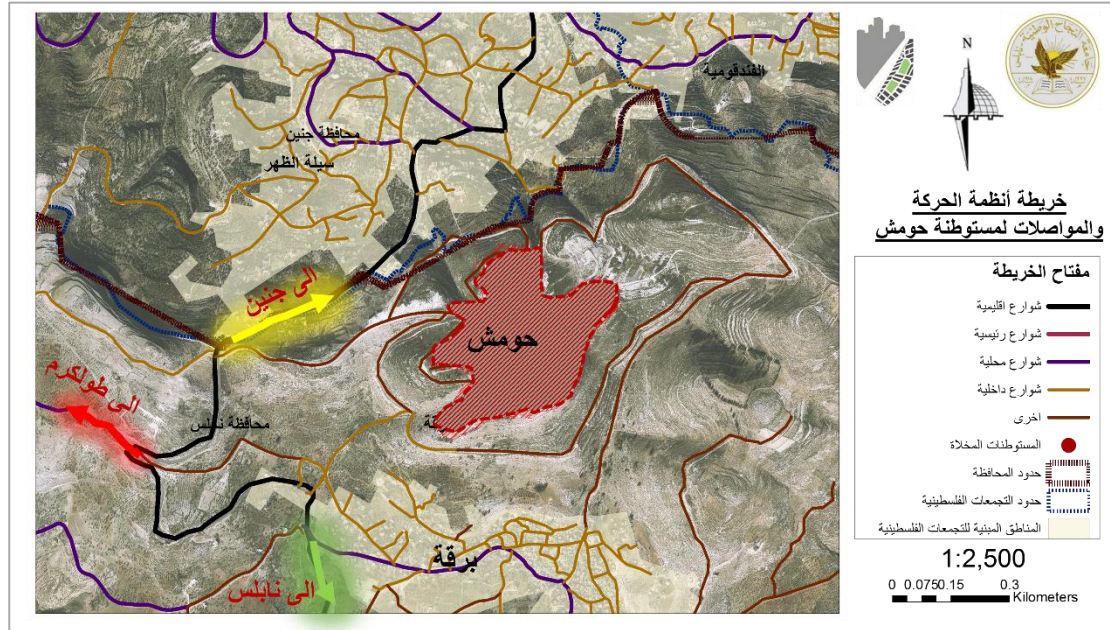 الفندقومية
محافظة جنين
سيلة الظهر
الى جنين
حومش
الى طولكرم
محافظة نابلس
برقة
الى نابلس
N
خريطة أنظمة الحركة
والمواصلات لمستوطنة حومش
مفتاح الخريطة
شوارع اقليمية
شوارع رئيسية
شوارع محلية
شوارع داخلية
اخرى
المستوطنات المخلاة
حدود المحافظة
حدود التجمعات الفلسطينية
المناطق المبنية للتجمعات الفلسطينية
1:2,500
0 0.075 0.15 0.3
Kilometers